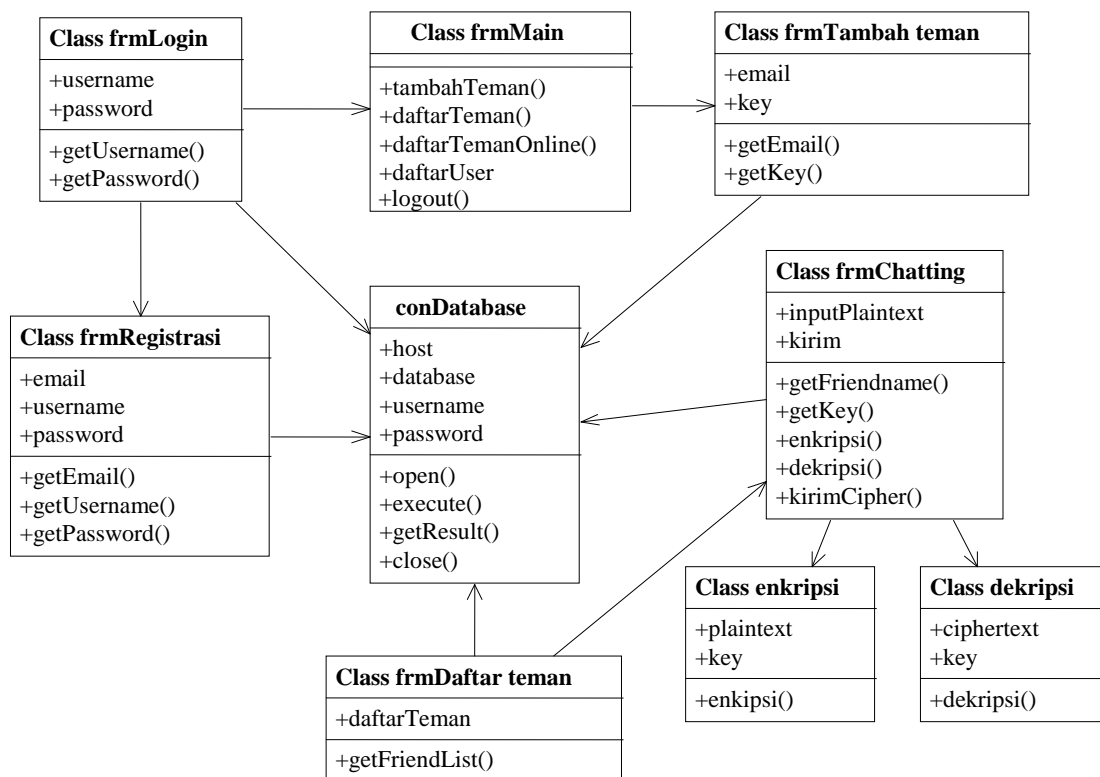 Class frmLogin
+username
+password
+getUsername()
+getPassword()
Class frmMain
+tambahTeman()
+daftarTeman()
+daftarTemanOnline()
+daftarUser
+logout()
Class frmTambah teman
+email
+key
+getEmail()
+getKey()
Class frmRegistrasi
+email
+username
+password
+getEmail()
+getUsername()
+getPassword()
conDatabase
+host
+database
+username
+password
+open()
+execute()
+getResult()
+close()
Class frmChatting
+inputPlaintext
+kirim
+getFriendname()
+getKey()
+enkripsi()
+dekripsi()
+kirimCipher()
Class enkripsi
+plaintext
+key
+enkipsi()
Class dekripsi
+ciphertext
+key
+dekripsi()
Class frmDaftar teman
+daftarTeman
+getFriendList()